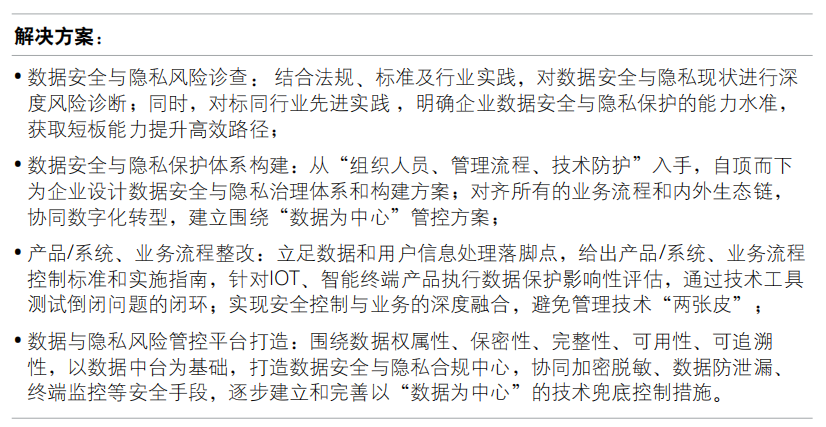 解决方案：
• 数据安全与隐私风险诊查： 结合法规、标准及行业实践，对数据安全与隐私现状进行深
度风险诊断；同时，对标同行业先进实践 ，明确企业数据安全与隐私保护的能力水准，
获取短板能力提升高效路径；
• 数据安全与隐私保护体系构建：从“组织人员、管理流程、技术防护”入手，自顶而下
为企业设计数据安全与隐私治理体系和构建方案；对齐所有的业务流程和内外生态链，
协同数字化转型，建立围绕“数据为中心”管控方案；
• 产品/系统、业务流程整改：立足数据和用户信息处理落脚点，给出产品/系统、业务流程
控制标准和实施指南，针对IOT、智能终端产品执行数据保护影响性评估，通过技术工具
测试倒闭问题的闭环；实现安全控制与业务的深度融合，避免管理技术“两张皮”；
• 数据与隐私风险管控平台打造：围绕数据权属性、保密性、完整性、可用性、可追溯
性，以数据中台为基础，打造数据安全与隐私合规中心，协同加密脱敏、数据防泄漏、
终端监控等安全手段，逐步建立和完善以“数据为中心”的技术兜底控制措施。